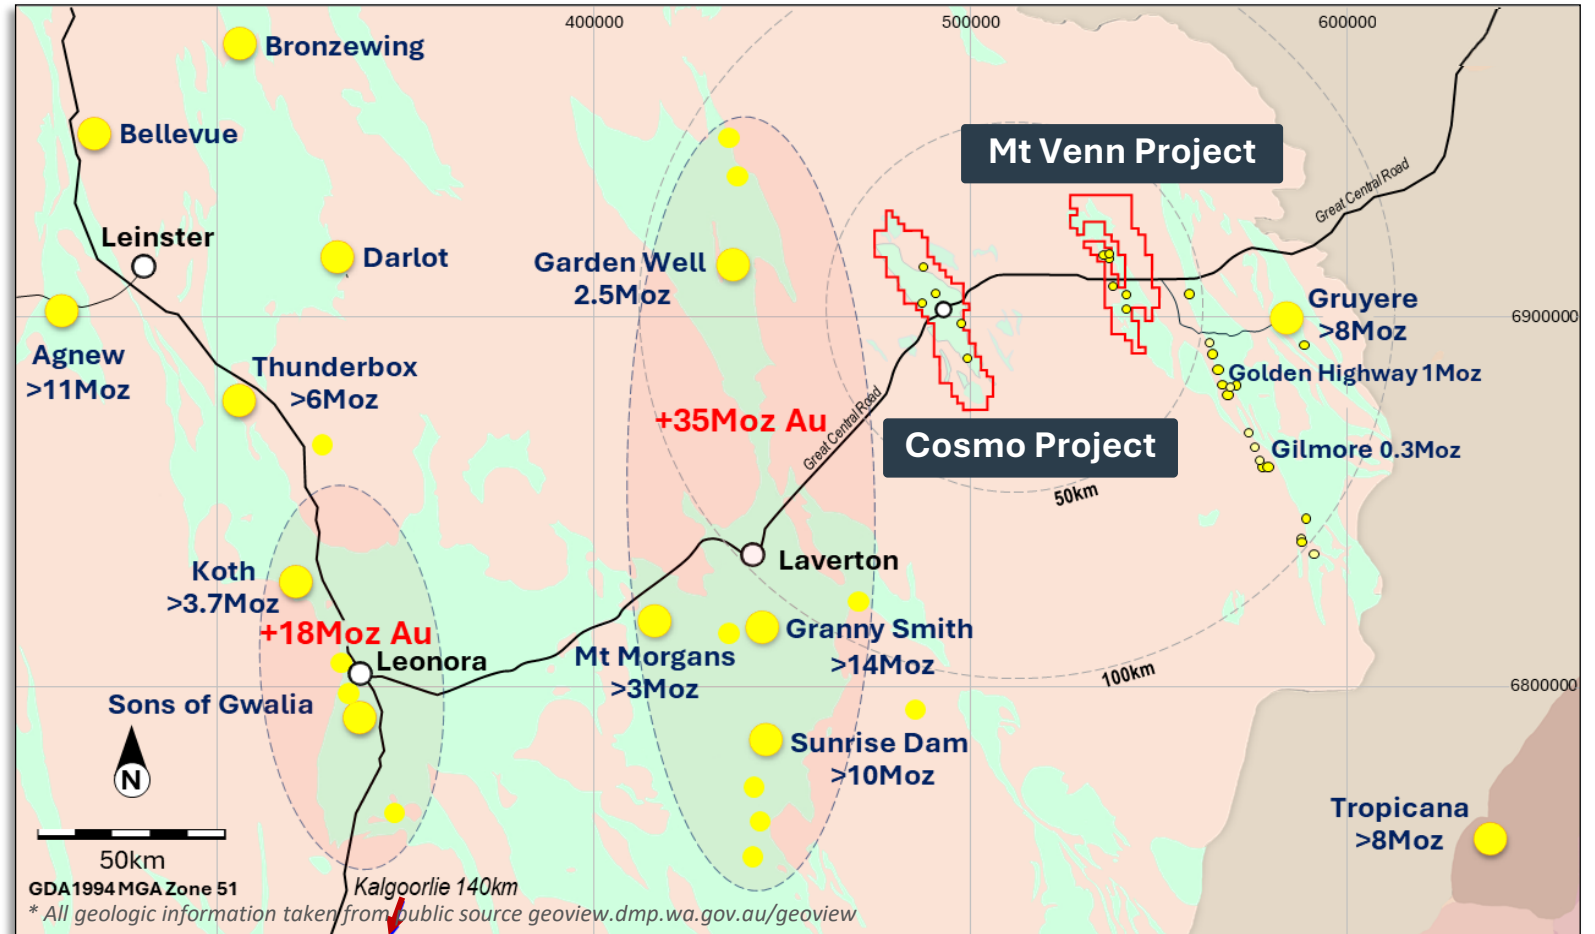 400000
500000
600000
Bronzewing
Bellevue
Mt Venn Project
Great Central Road
Leinster
Darlot
Garden Well
2.5Moz
Gruyere
>8Moz
6900000
Agnew
>11Moz
Thunderbox
>6Moz
Golden Highway 1Moz
+35Moz Au
Great Central Road
Cosmo Project
Gilmore 0.3Moz
50km
Laverton
Koth
>3.7Moz
+18Moz Au
Leonora
Granny Smith
>14Moz
Mt Morgans
>3Moz
100km
6800000
Sons of Gwalia
Sunrise Dam
>10Moz
N
Tropicana
>8Moz
50km
GDA1994 MGA Zone 51
Kalgoorlie 140km
* All geologic information taken from public source geoview.dmp.wa.gov.au/geoview